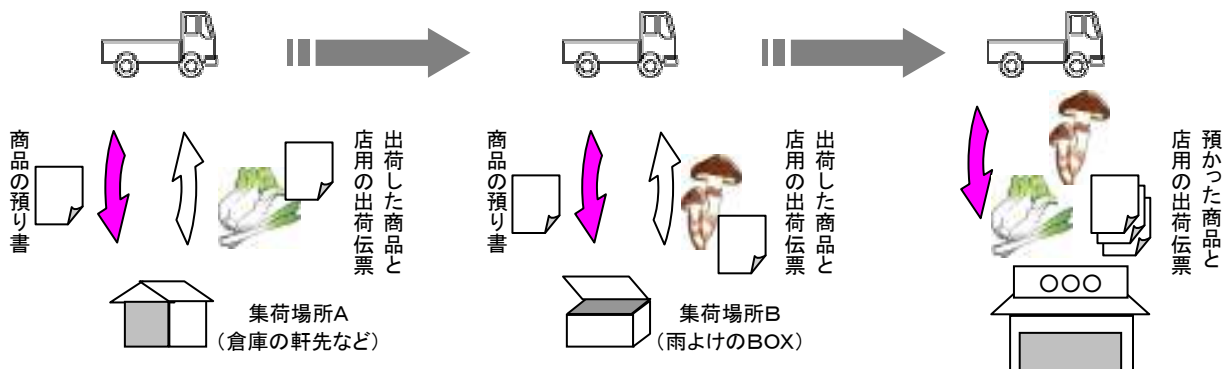 商品の預り書
出荷した商品と
店用の出荷伝票
集荷場所A
（倉庫の軒先など）
商品の預り書
出荷した商品と
店用の出荷伝票
集荷場所B
（雨よけのBOX）
預かった商品と
店用の出荷伝票
○○○